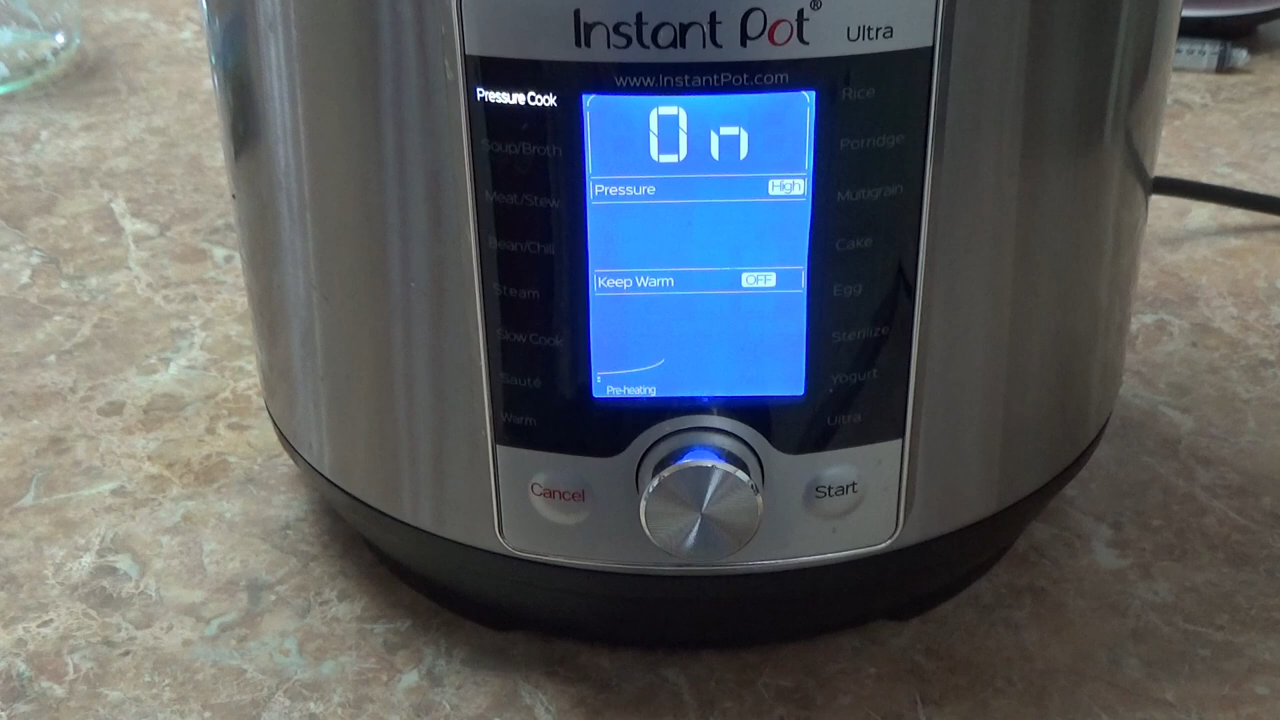 Instant Pot® Ultra
www.InstantPot.com
Pressure Cook
Soup/Broth
Meat/Stew
Bean/Chili
Steam
Slow Cook
Sauté
Warm
On
Pressure High
Keep Warm OFF
Pre-heating
Rice
Porridge
Multigrain
Cake
Egg
Sterilize
Yogurt
Ultra
Cancel
Start